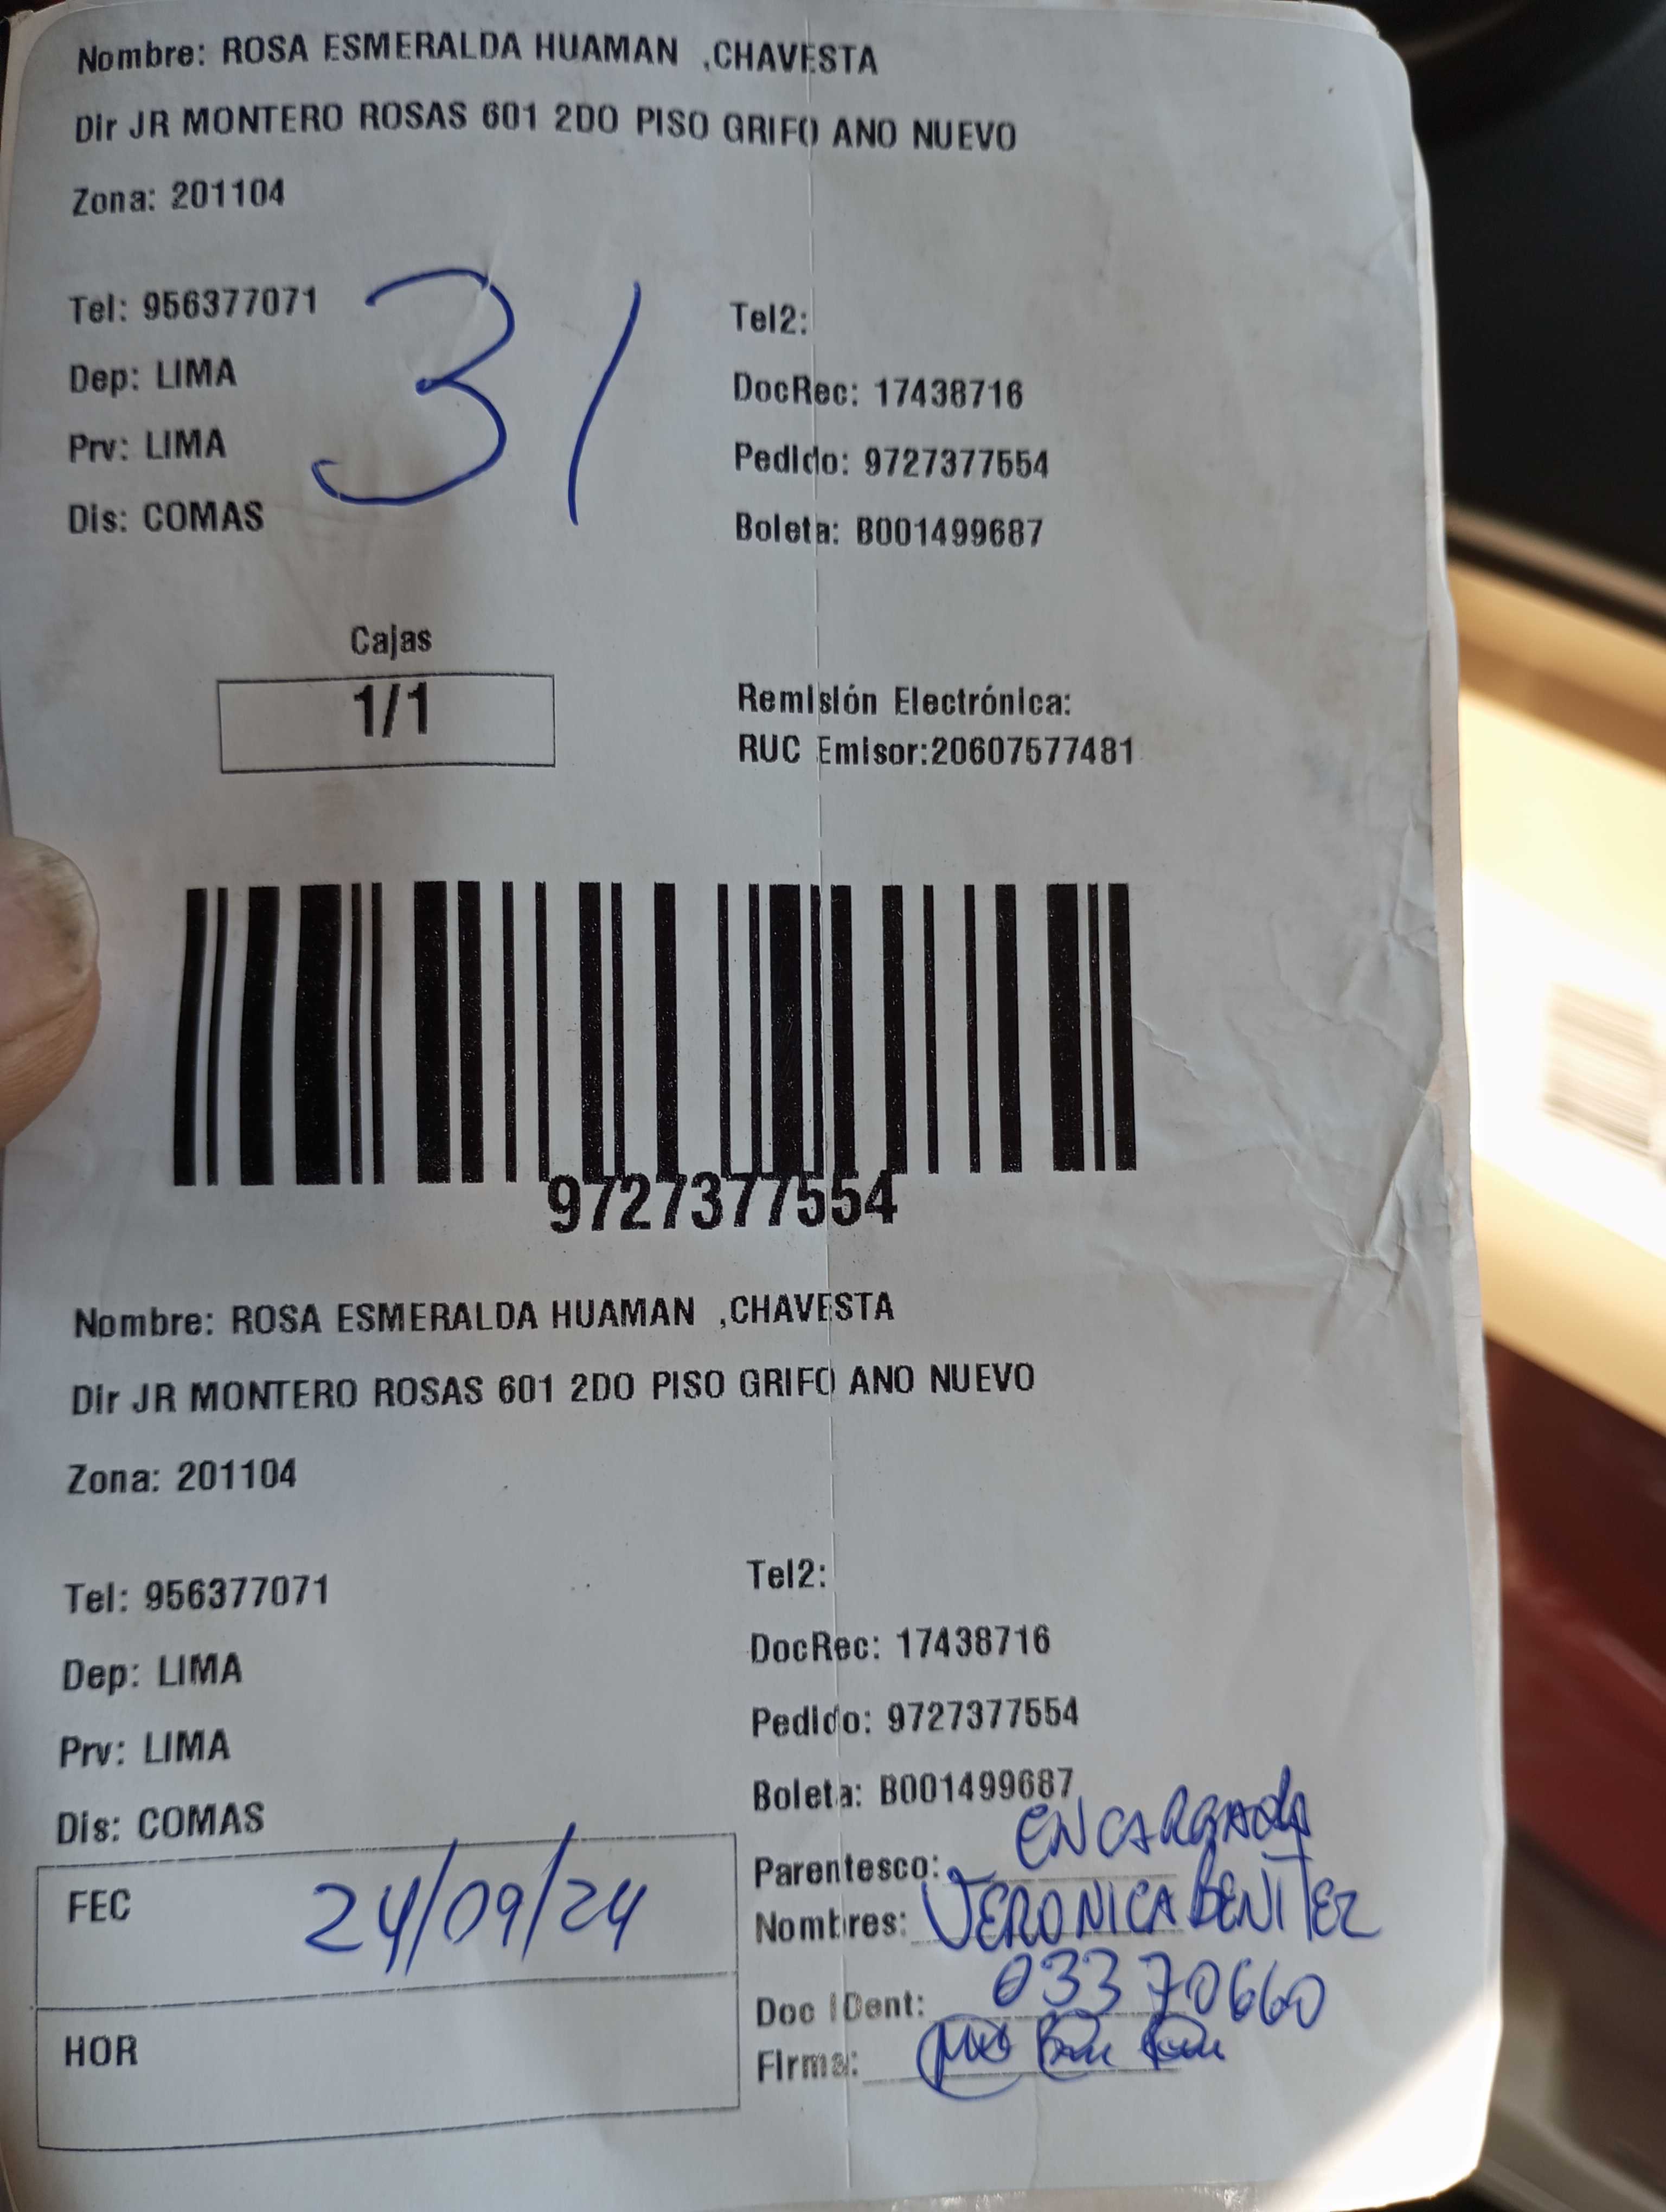 Nombre: ROSA ESMERALDA HUAMAN ,CHAVESTA
Dir JR MONTERO ROSAS 601 2DO PISO GRIFO ANO NUEVO
Zona: 201104
31
Tel: 956377071
Tel2:
Dep: LIMA
DocRec: 17438716
Prv: LIMA
Pedido: 9727377554
Dis: COMAS
Boleta: B001499687
Cajas
1/1
Remisión Electrónica:
RUC Emisor:20607577481
9727377554
Nombre: ROSA ESMERALDA HUAMAN ,CHAVESTA
Dir JR MONTERO ROSAS 601 2DO PISO GRIFO ANO NUEVO
Zona: 201104
Tel: 956377071
Tel2:
Dep: LIMA
DocRec: 17438716
Prv: LIMA
Pedido: 9727377554
Dis: COMAS
Boleta: B001499687
FEC 24/09/24
HOR
Parentesco: ENCARGADA
Nombres: VERONICA BENITEZ
Doc IDent: 03370660
Firma: